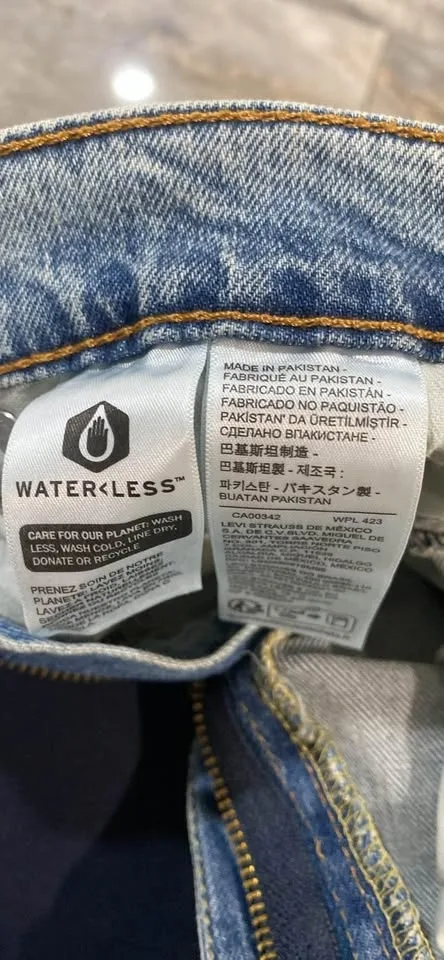 WATER<LESS™
CARE FOR OUR PLANET: WASH
LESS, WASH COLD, LINE DRY,
DONATE OR RECYCLE
PRENEZ SOIN DE NOTRE
MADE IN PAKISTAN -
FABRIQUÉ AU PAKISTAN -
FABRICADO EN PAKISTÁN -
FABRICADO NO PAQUISTÃO -
PAKİSTAN' DA ÜRETİLMİŞTİR -
СДЕЛАНО ВПАКИСТАНЕ -
巴基斯坦制造 -
巴基斯坦製 - 제조국 :
파키스탄 - パキスタン製 -
BUATAN PAKISTAN
CA00342 WPL 423
LEVI STRAUSS DE MÉXICO
S.A. DE C.V. BLVD. MIGUEL DE
CERVANTES SAAVEDRA
PISO